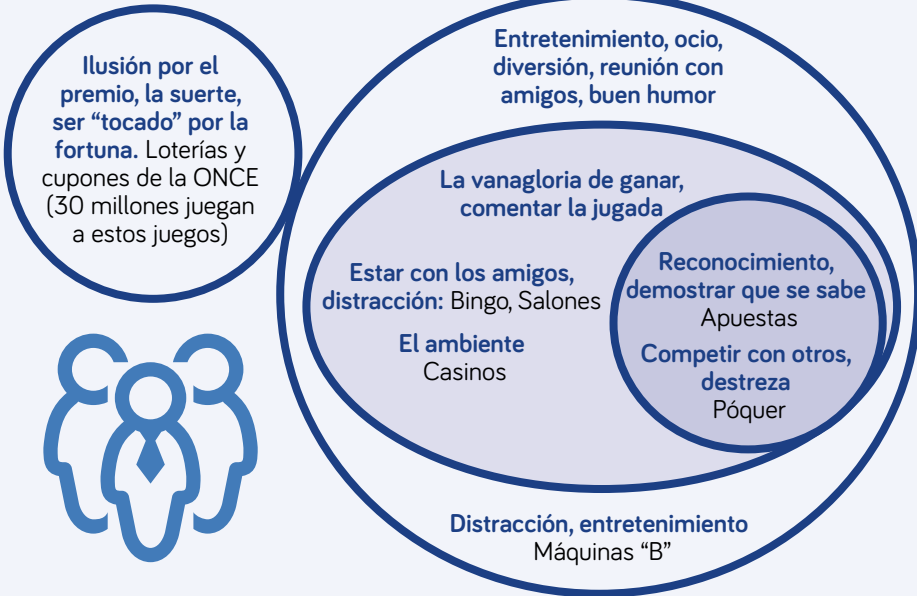 Ilusión por el
premio, la suerte,
ser “tocado” por la
fortuna. Loterías y
cupones de la ONCE
(30 millones juegan
a estos juegos)
Entretenimiento, ocio,
diversión, reunión con
amigos, buen humor
La vanagloria de ganar,
comentar la jugada
Estar con los amigos,
distracción: Bingo, Salones
El ambiente
Casinos
Reconocimiento,
demostrar que se sabe
Apuestas
Competir con otros,
destreza
Póquer
Distracción, entretenimiento
Máquinas “B”